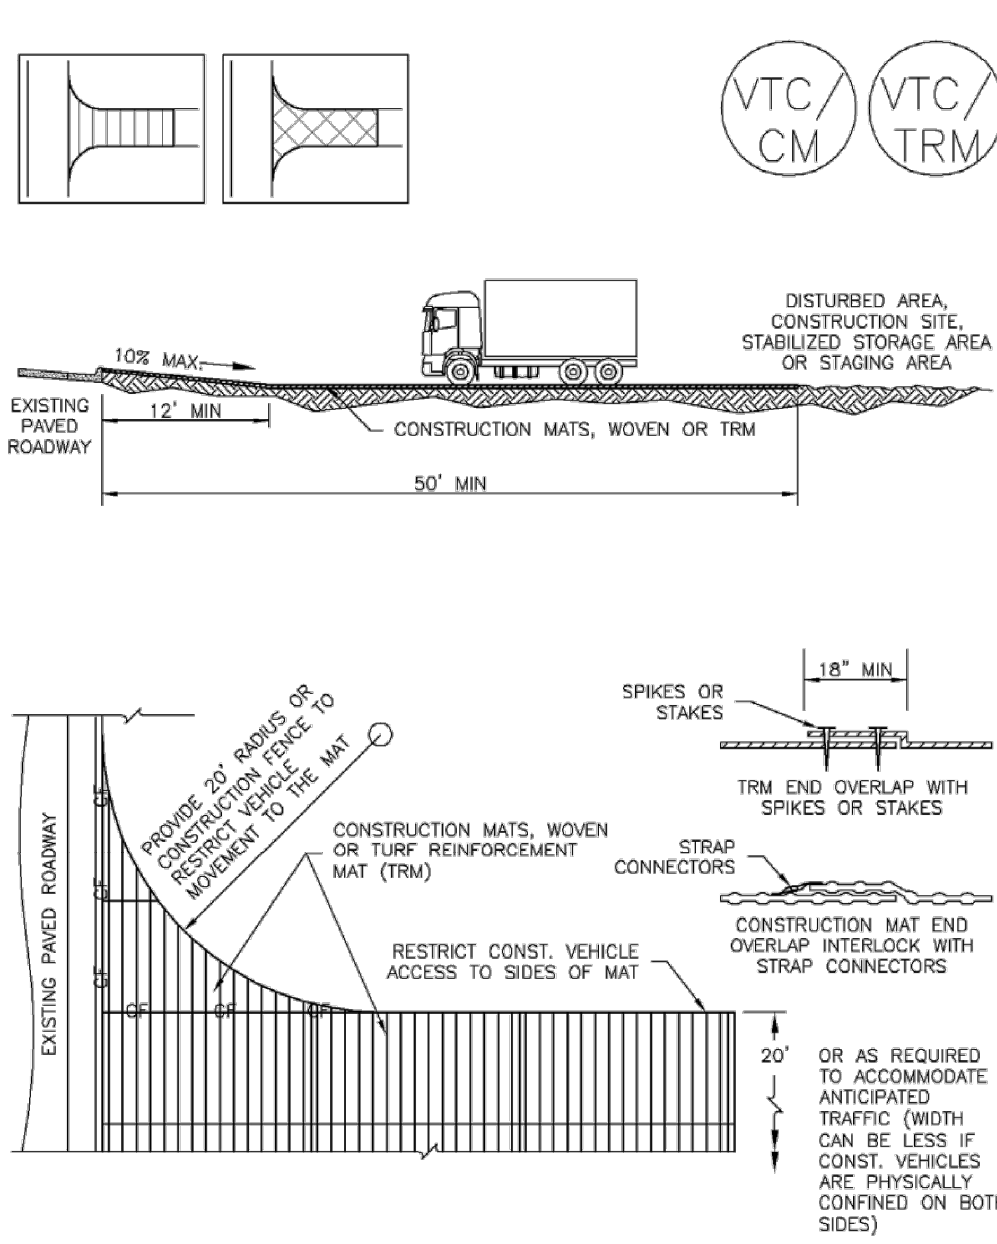 VTC/
CM
VTC/
TRM
DISTURBED AREA,
CONSTRUCTION SITE,
STABILIZED STORAGE AREA
OR STAGING AREA
10% MAX.
EXISTING
PAVED
ROADWAY
12' MIN
CONSTRUCTION MATS, WOVEN OR TRM
50' MIN
18" MIN
SPIKES OR
STAKES
TRM END OVERLAP WITH
SPIKES OR STAKES
STRAP
CONNECTORS
CONSTRUCTION MAT END
OVERLAP INTERLOCK WITH
STRAP CONNECTORS
PROVIDE 20' RADIUS OR
CONSTRUCTION FENCE TO
RESTRICT VEHICLE
MOVEMENT TO THE MAT
CONSTRUCTION MATS, WOVEN
OR TURF REINFORCEMENT
MAT (TRM)
RESTRICT CONST. VEHICLE
ACCESS TO SIDES OF MAT
EXISTING PAVED ROADWAY
CF
CF
CF
CF
CF
CF
20'
OR AS REQUIRED
TO ACCOMMODATE
ANTICIPATED
TRAFFIC (WIDTH
CAN BE LESS IF
CONST. VEHICLES
ARE PHYSICALLY
CONFINED ON BOTH
SIDES)